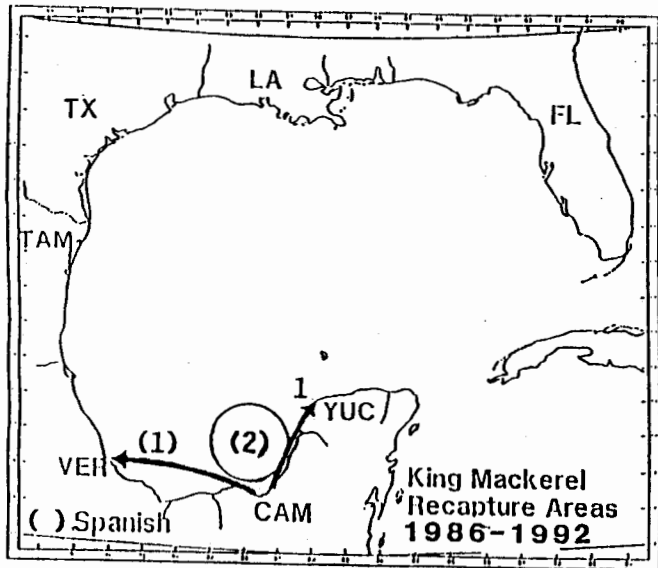 LA
TX
FL
TAM
1
YUC
(1)
(2)
VER
CAM
( ) Spanish
King Mackerel
Recapture Areas
1986-1992